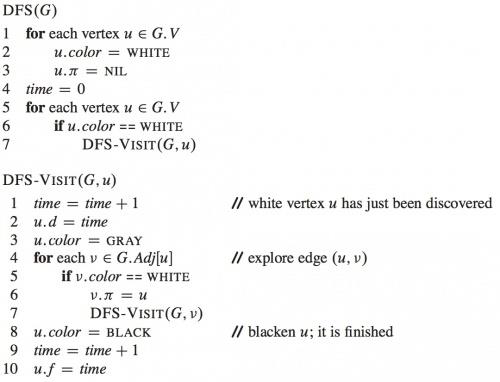 DFS(G)
1 for each vertex u ∈ G.V
2 u.color = WHITE
3 u.π = NIL
4 time = 0
5 for each vertex u ∈ G.V
6 if u.color == WHITE
7 DFS-VISIT(G, u)
DFS-VISIT(G, u)
1 time = time + 1 // white vertex u has just been discovered
2 u.d = time
3 u.color = GRAY
4 for each v ∈ G.Adj[u] // explore edge (u, v)
5 if v.color == WHITE
6 v.π = u
7 DFS-VISIT(G, v)
8 u.color = BLACK // blacken u; it is finished
9 time = time + 1
10 u.f = time